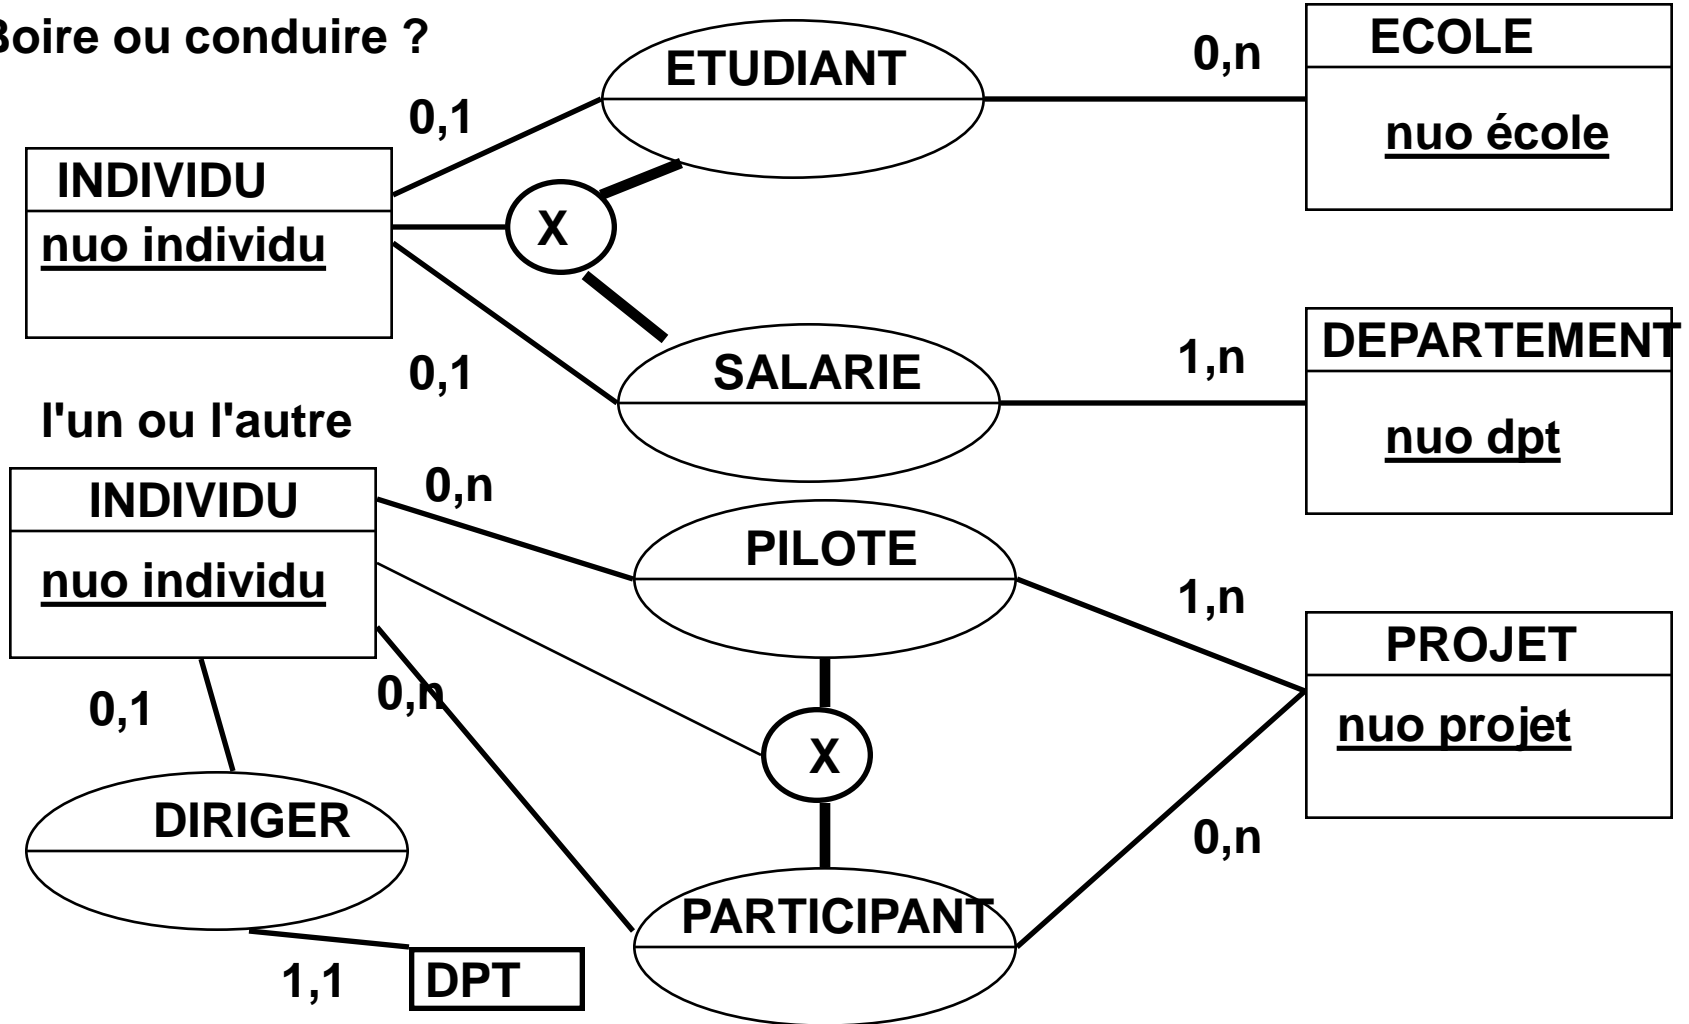 Boire ou conduire ?
ETUDIANT
0,n
ECOLE
nuo école
0,1
INDIVIDU
nuo individu
X
0,1
SALARIE
1,n
DEPARTEMENT
nuo dpt
l'un ou l'autre
INDIVIDU
nuo individu
0,n
PILOTE
1,n
PROJET
nuo projet
0,1
0,n
X
DIRIGER
0,n
PARTICIPANT
1,1
DPT